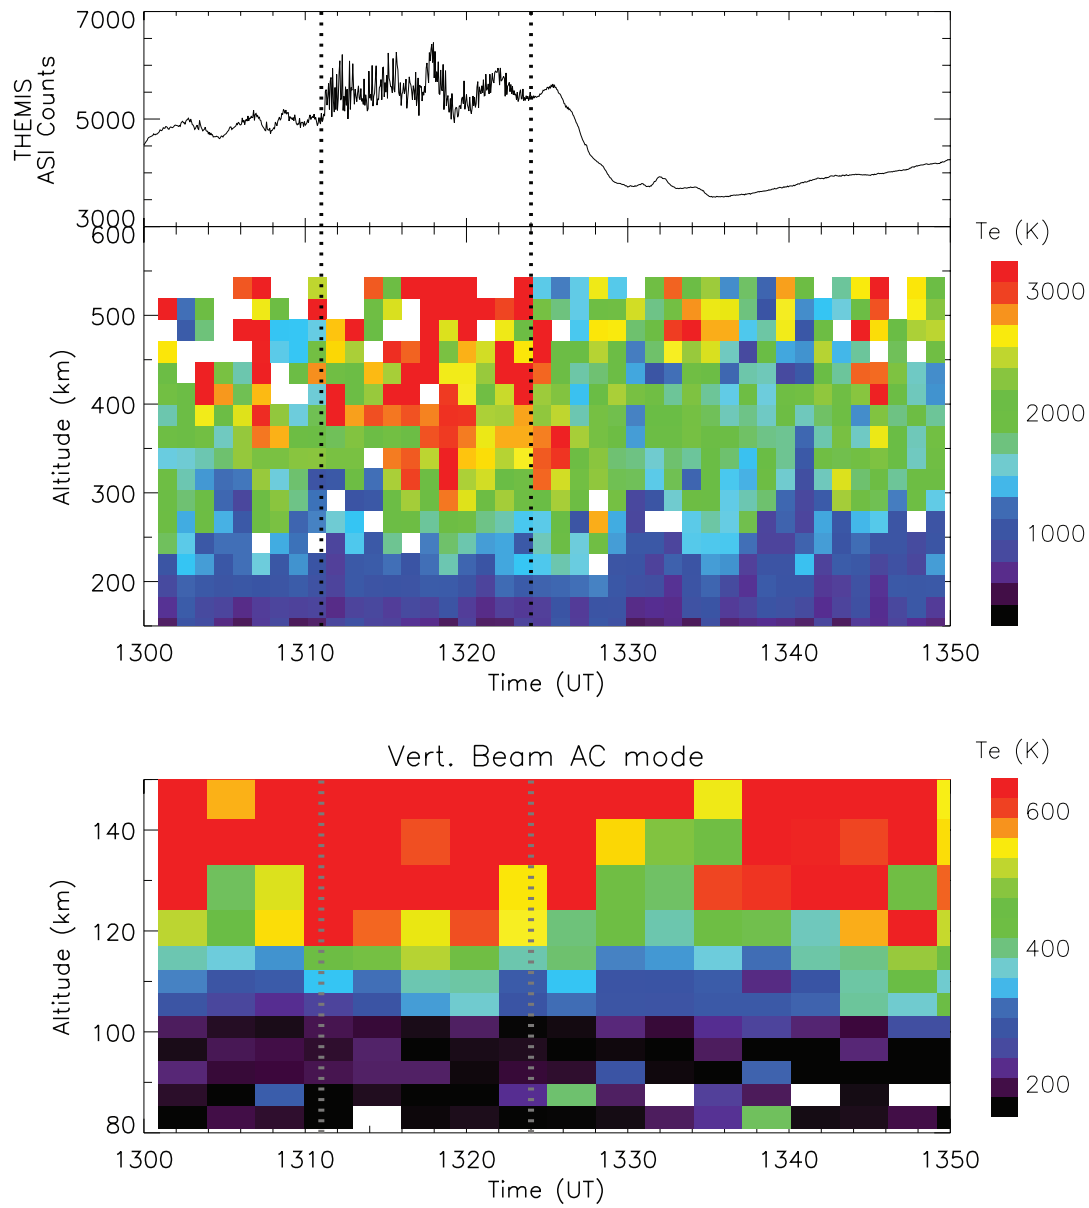 7000
5000
3000
THEMIS
ASI Counts
600
500
400
300
200
Altitude (km)
1300 1310 1320 1330 1340 1350
Time (UT)
Te (K)
3000
2000
1000
Vert. Beam AC mode
140
120
100
80
Altitude (km)
1300 1310 1320 1330 1340 1350
Time (UT)
Te (K)
600
400
200